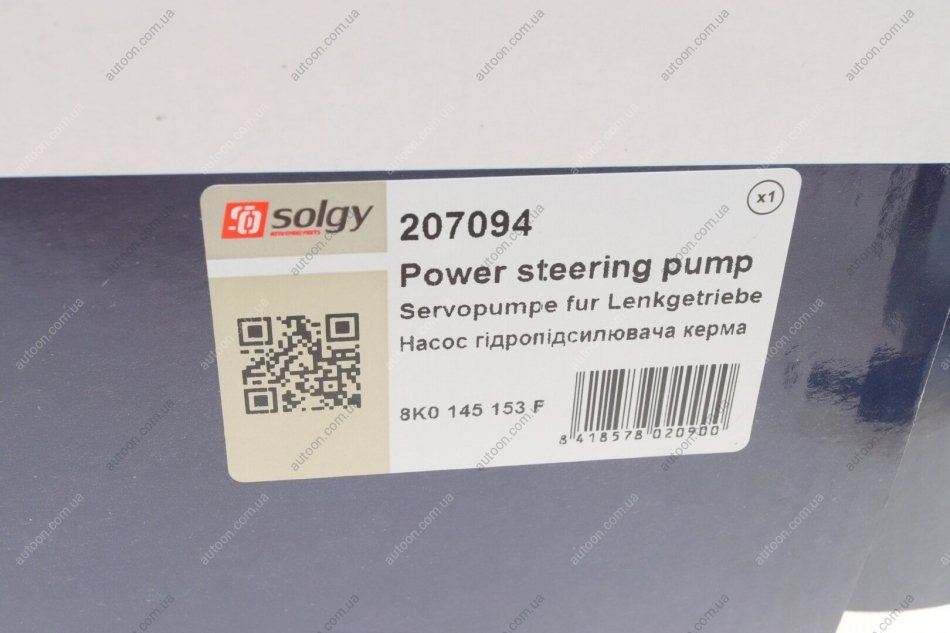 solgy
207094
x1
Power steering pump
Servopumpe fur Lenkgetriebe
Насос гідропідсилювача керма
8K0 145 153 F
8 418578 020900
autoon.com.ua